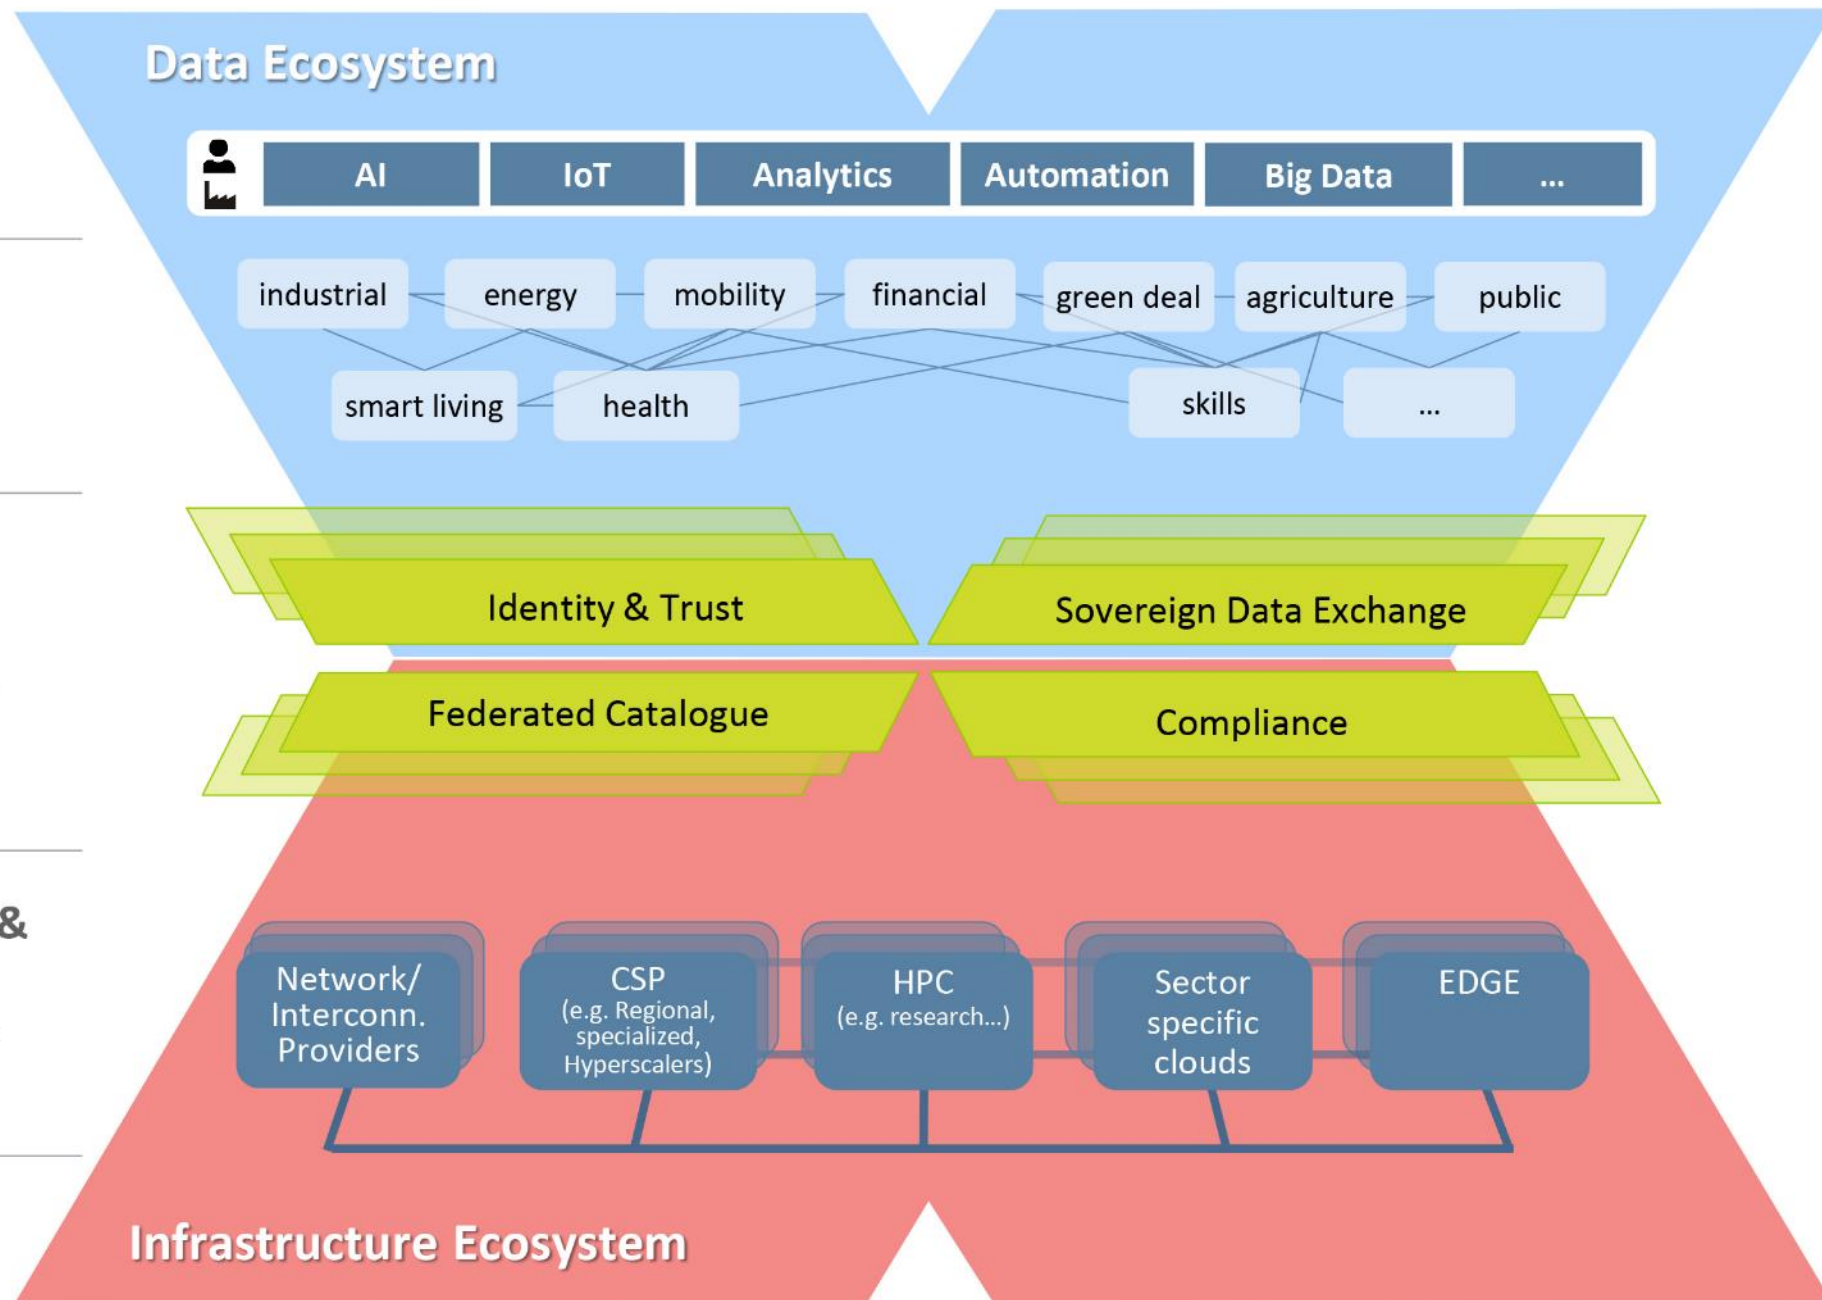 Data Ecosystem
AI
IoT
Analytics
Automation
Big Data
...
industrial
energy
mobility
financial
green deal
agriculture
public
smart living
health
skills
...
Identity & Trust
Sovereign Data Exchange
Federated Catalogue
Compliance
&
Network/
Interconn.
Providers
CSP
(e.g. Regional,
specialized,
Hyperscalers)
HPC
(e.g. research...)
Sector
specific
clouds
EDGE
Infrastructure Ecosystem